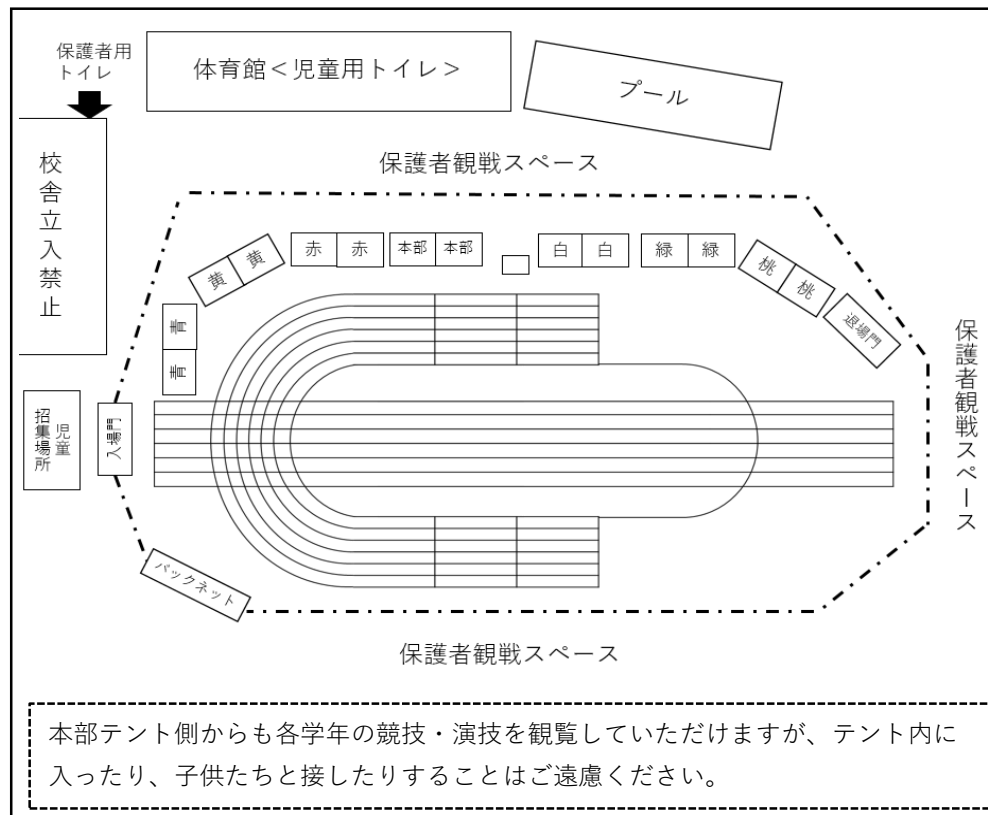 保護者用
トイレ
体育館＜児童用トイレ＞
プール
校舎立入禁止
保護者観戦スペース
黄 黄
赤 赤
本部 本部
白 白
緑 緑
桃 桃
退場門
青
青
保護者観戦スペース
児童
招集場所
入場門
バックネット
保護者観戦スペース
本部テント側からも各学年の競技・演技を観覧していただけますが、テント内に
入ったり、子供たちと接したりすることはご遠慮ください。